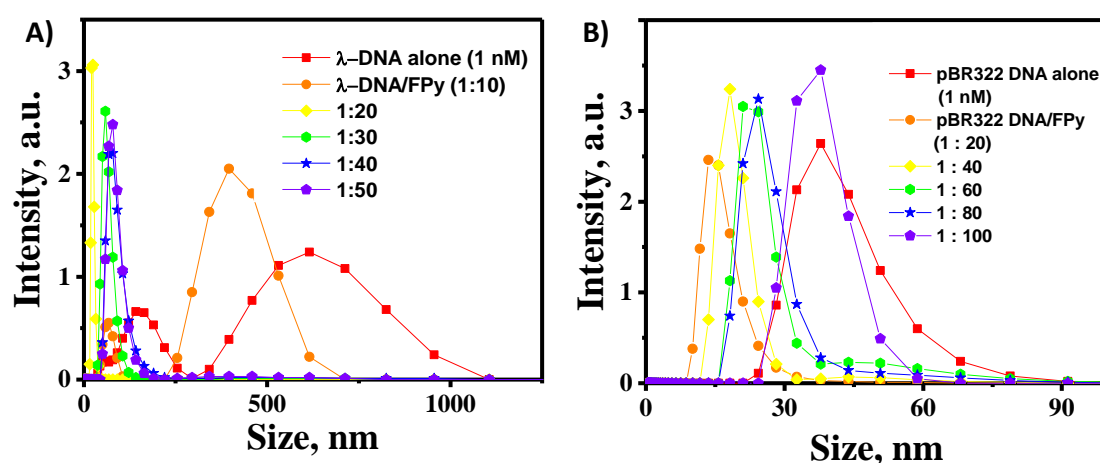 A)
λ–DNA alone (1 nM)
λ–DNA/FPy (1:10)
1:20
1:30
1:40
1:50
Intensity, a.u.
3
2
1
0
0
500
1000
Size, nm
B)
pBR322 DNA alone
(1 nM)
pBR322 DNA/FPy
(1 : 20)
1 : 40
1 : 60
1 : 80
1 : 100
Intensity, a.u.
3
2
1
0
0
30
60
90
Size, nm